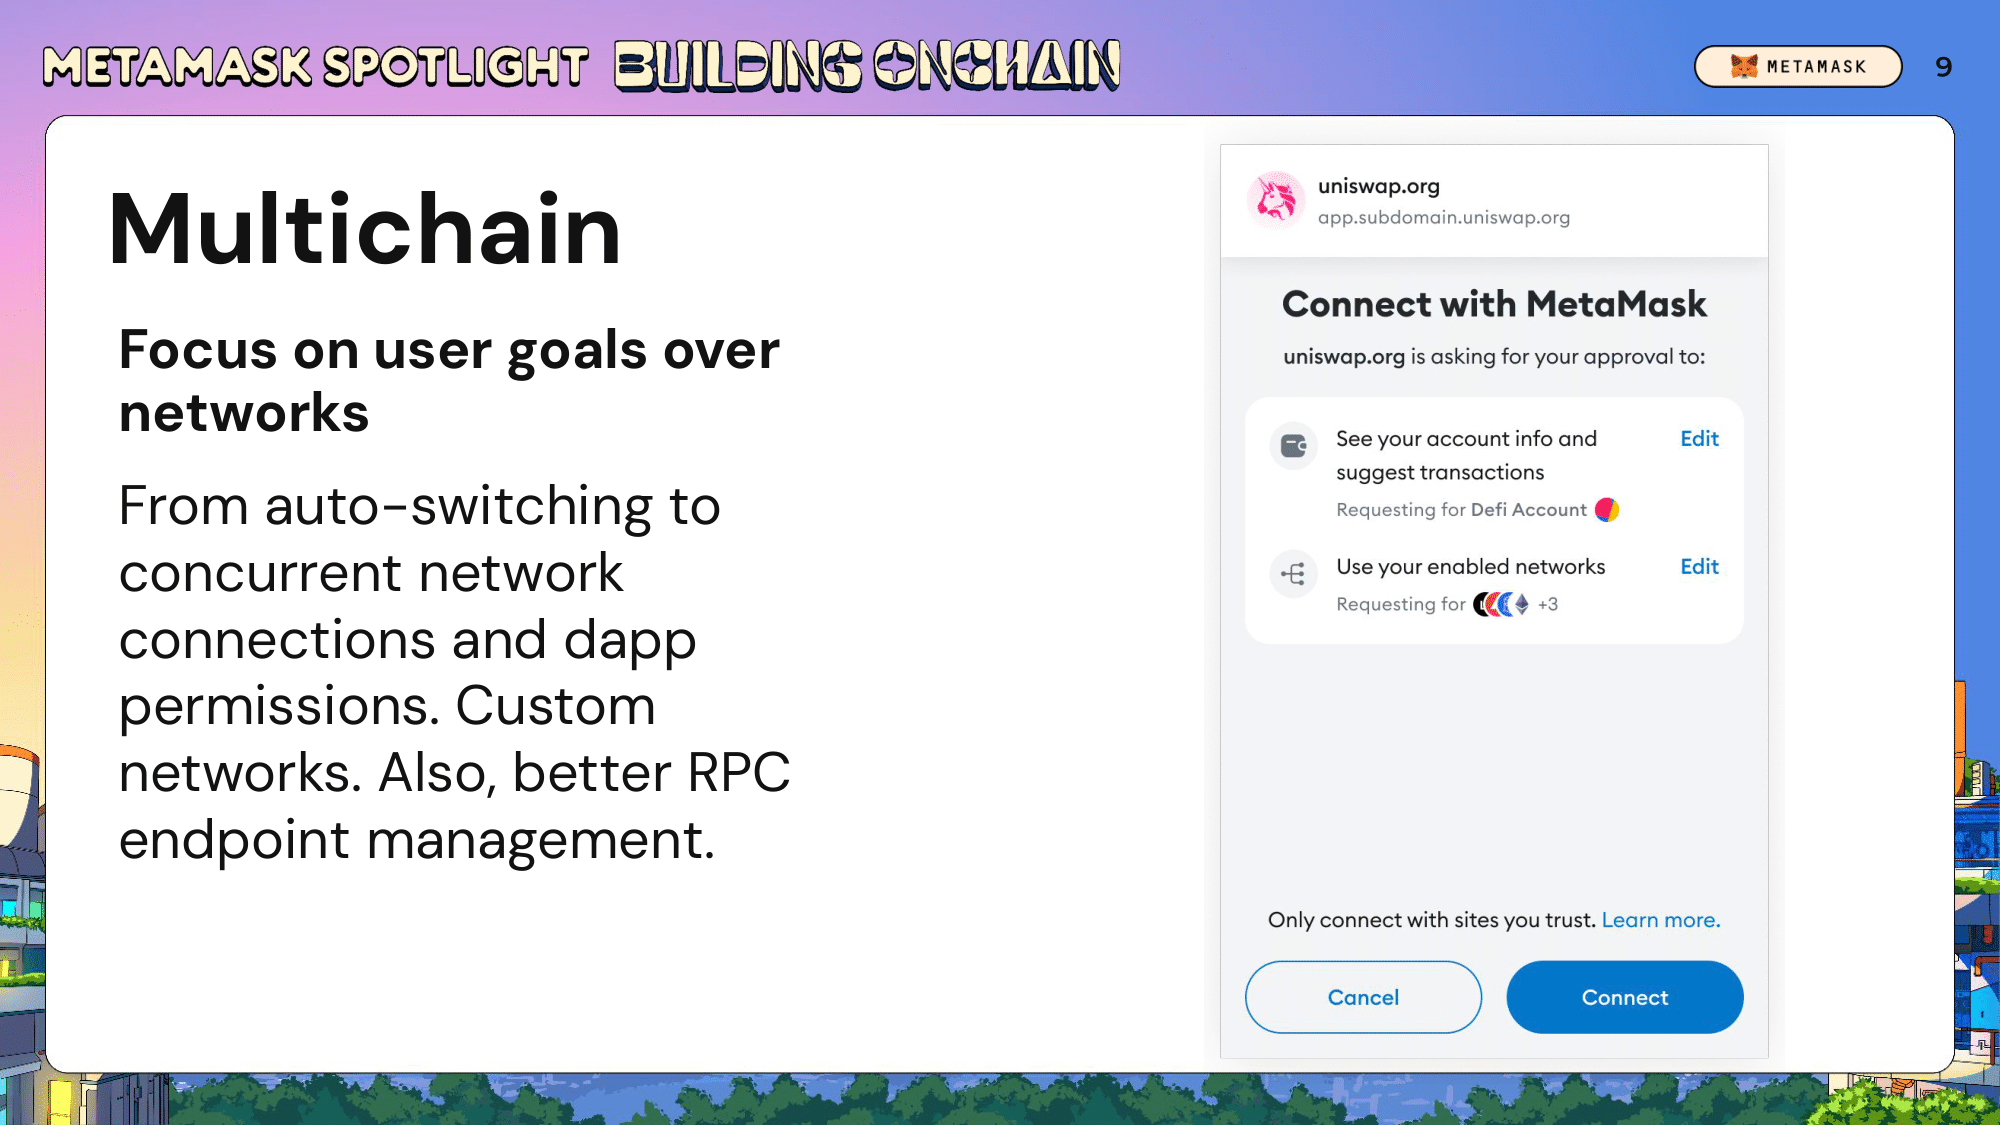 METAMASK SPOTLIGHT BUILDING ONCHAIN
METAMASK
9
Multichain
Focus on user goals over
networks
From auto-switching to
concurrent network
connections and dapp
permissions. Custom
networks. Also, better RPC
endpoint management.
uniswap.org
app.subdomain.uniswap.org
Connect with MetaMask
uniswap.org is asking for your approval to:
See your account info and
suggest transactions
Edit
Requesting for Defi Account
Use your enabled networks
Edit
Requesting for +3
Only connect with sites you trust. Learn more.
Cancel
Connect